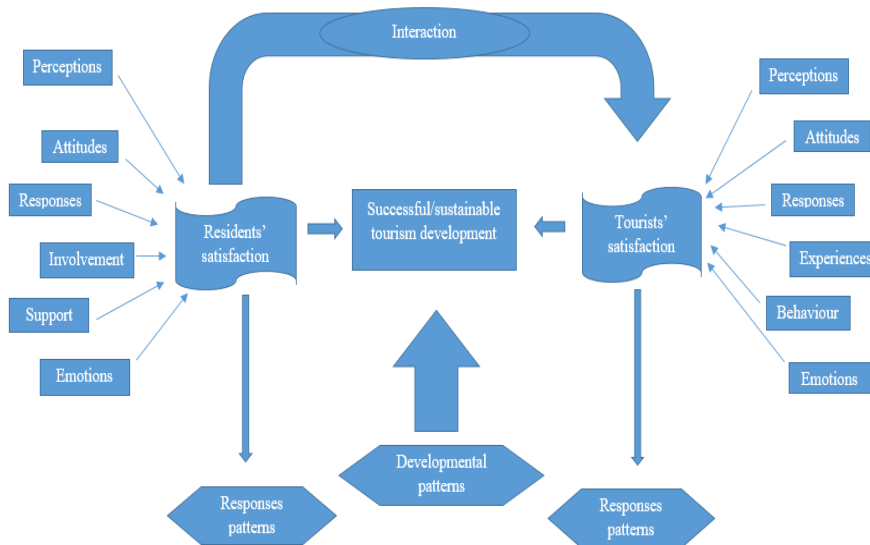 Interaction
Perceptions
Attitudes
Responses
Involvement
Support
Emotions
Residents’
satisfaction
Successful/sustainable
tourism development
Tourists’
satisfaction
Perceptions
Attitudes
Responses
Experiences
Behaviour
Emotions
Responses
patterns
Developmental
patterns
Responses
patterns